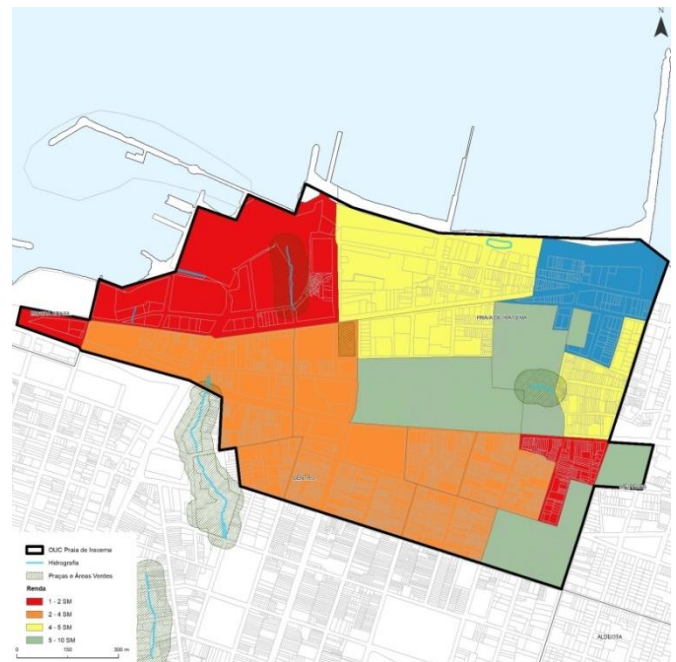 N
PRAIA DE IRACEMA
CENTRO
OUC Praia de Iracema
Hidrografia
Praças e Áreas Verdes
Renda
1 - 2 SM
2 - 4 SM
4 - 5 SM
5 - 10 SM
0 150 300 m
ALDEOTA